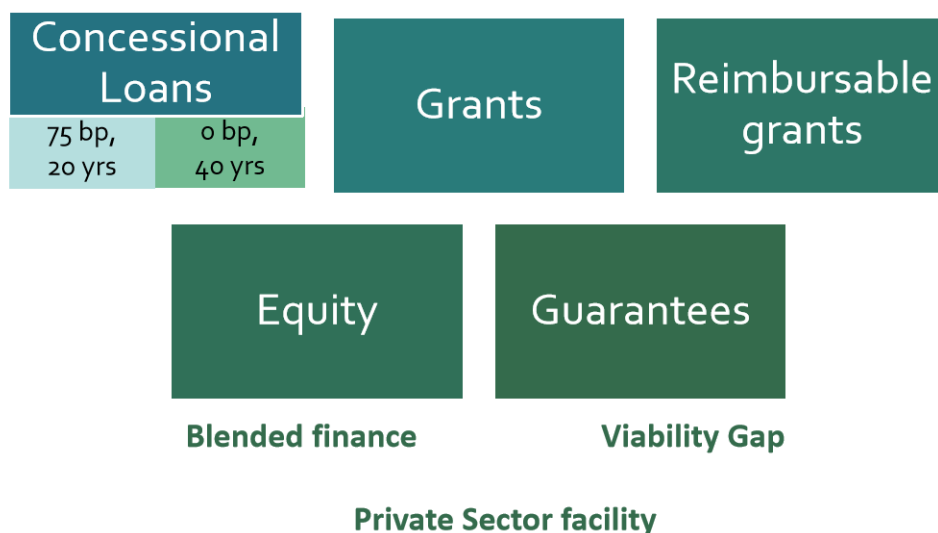 Concessional
Loans
75 bp,
20 yrs
0 bp,
40 yrs
Grants
Reimbursable
grants
Equity
Guarantees
Blended finance
Viability Gap
Private Sector facility